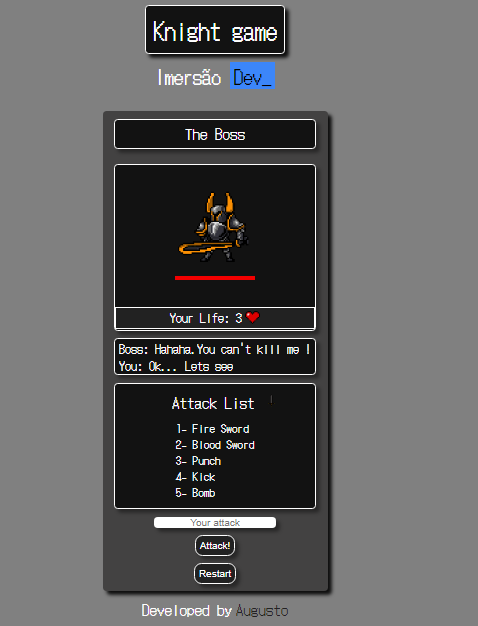 Knight game
Imersão Dev_
The Boss
Your Life: 3
Boss: Hahaha.You can't kill me !
You: Ok... Lets see
Attack List
1- Fire Sword
2- Blood Sword
3- Punch
4- Kick
5- Bomb
Your attack
Attack!
Restart
Developed by Augusto